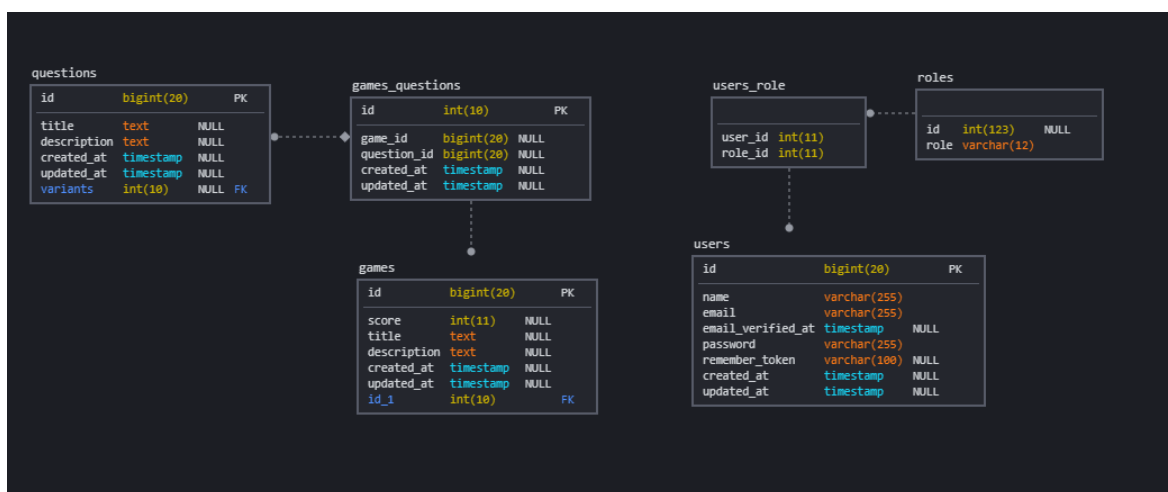 questions
id bigint(20) PK
title text NULL
description text NULL
created_at timestamp NULL
updated_at timestamp NULL
variants int(10) NULL FK
games_questions
id int(10) PK
game_id bigint(20) NULL
question_id bigint(20) NULL
created_at timestamp NULL
updated_at timestamp NULL
games
id bigint(20) PK
score int(11) NULL
title text NULL
description text NULL
created_at timestamp NULL
updated_at timestamp NULL
id_1 int(10) FK
users_role
user_id int(11)
role_id int(11)
roles
id int(123) NULL
role varchar(12)
users
id bigint(20) PK
name varchar(255)
email varchar(255)
email_verified_at timestamp NULL
password varchar(255)
remember_token varchar(100) NULL
created_at timestamp NULL
updated_at timestamp NULL